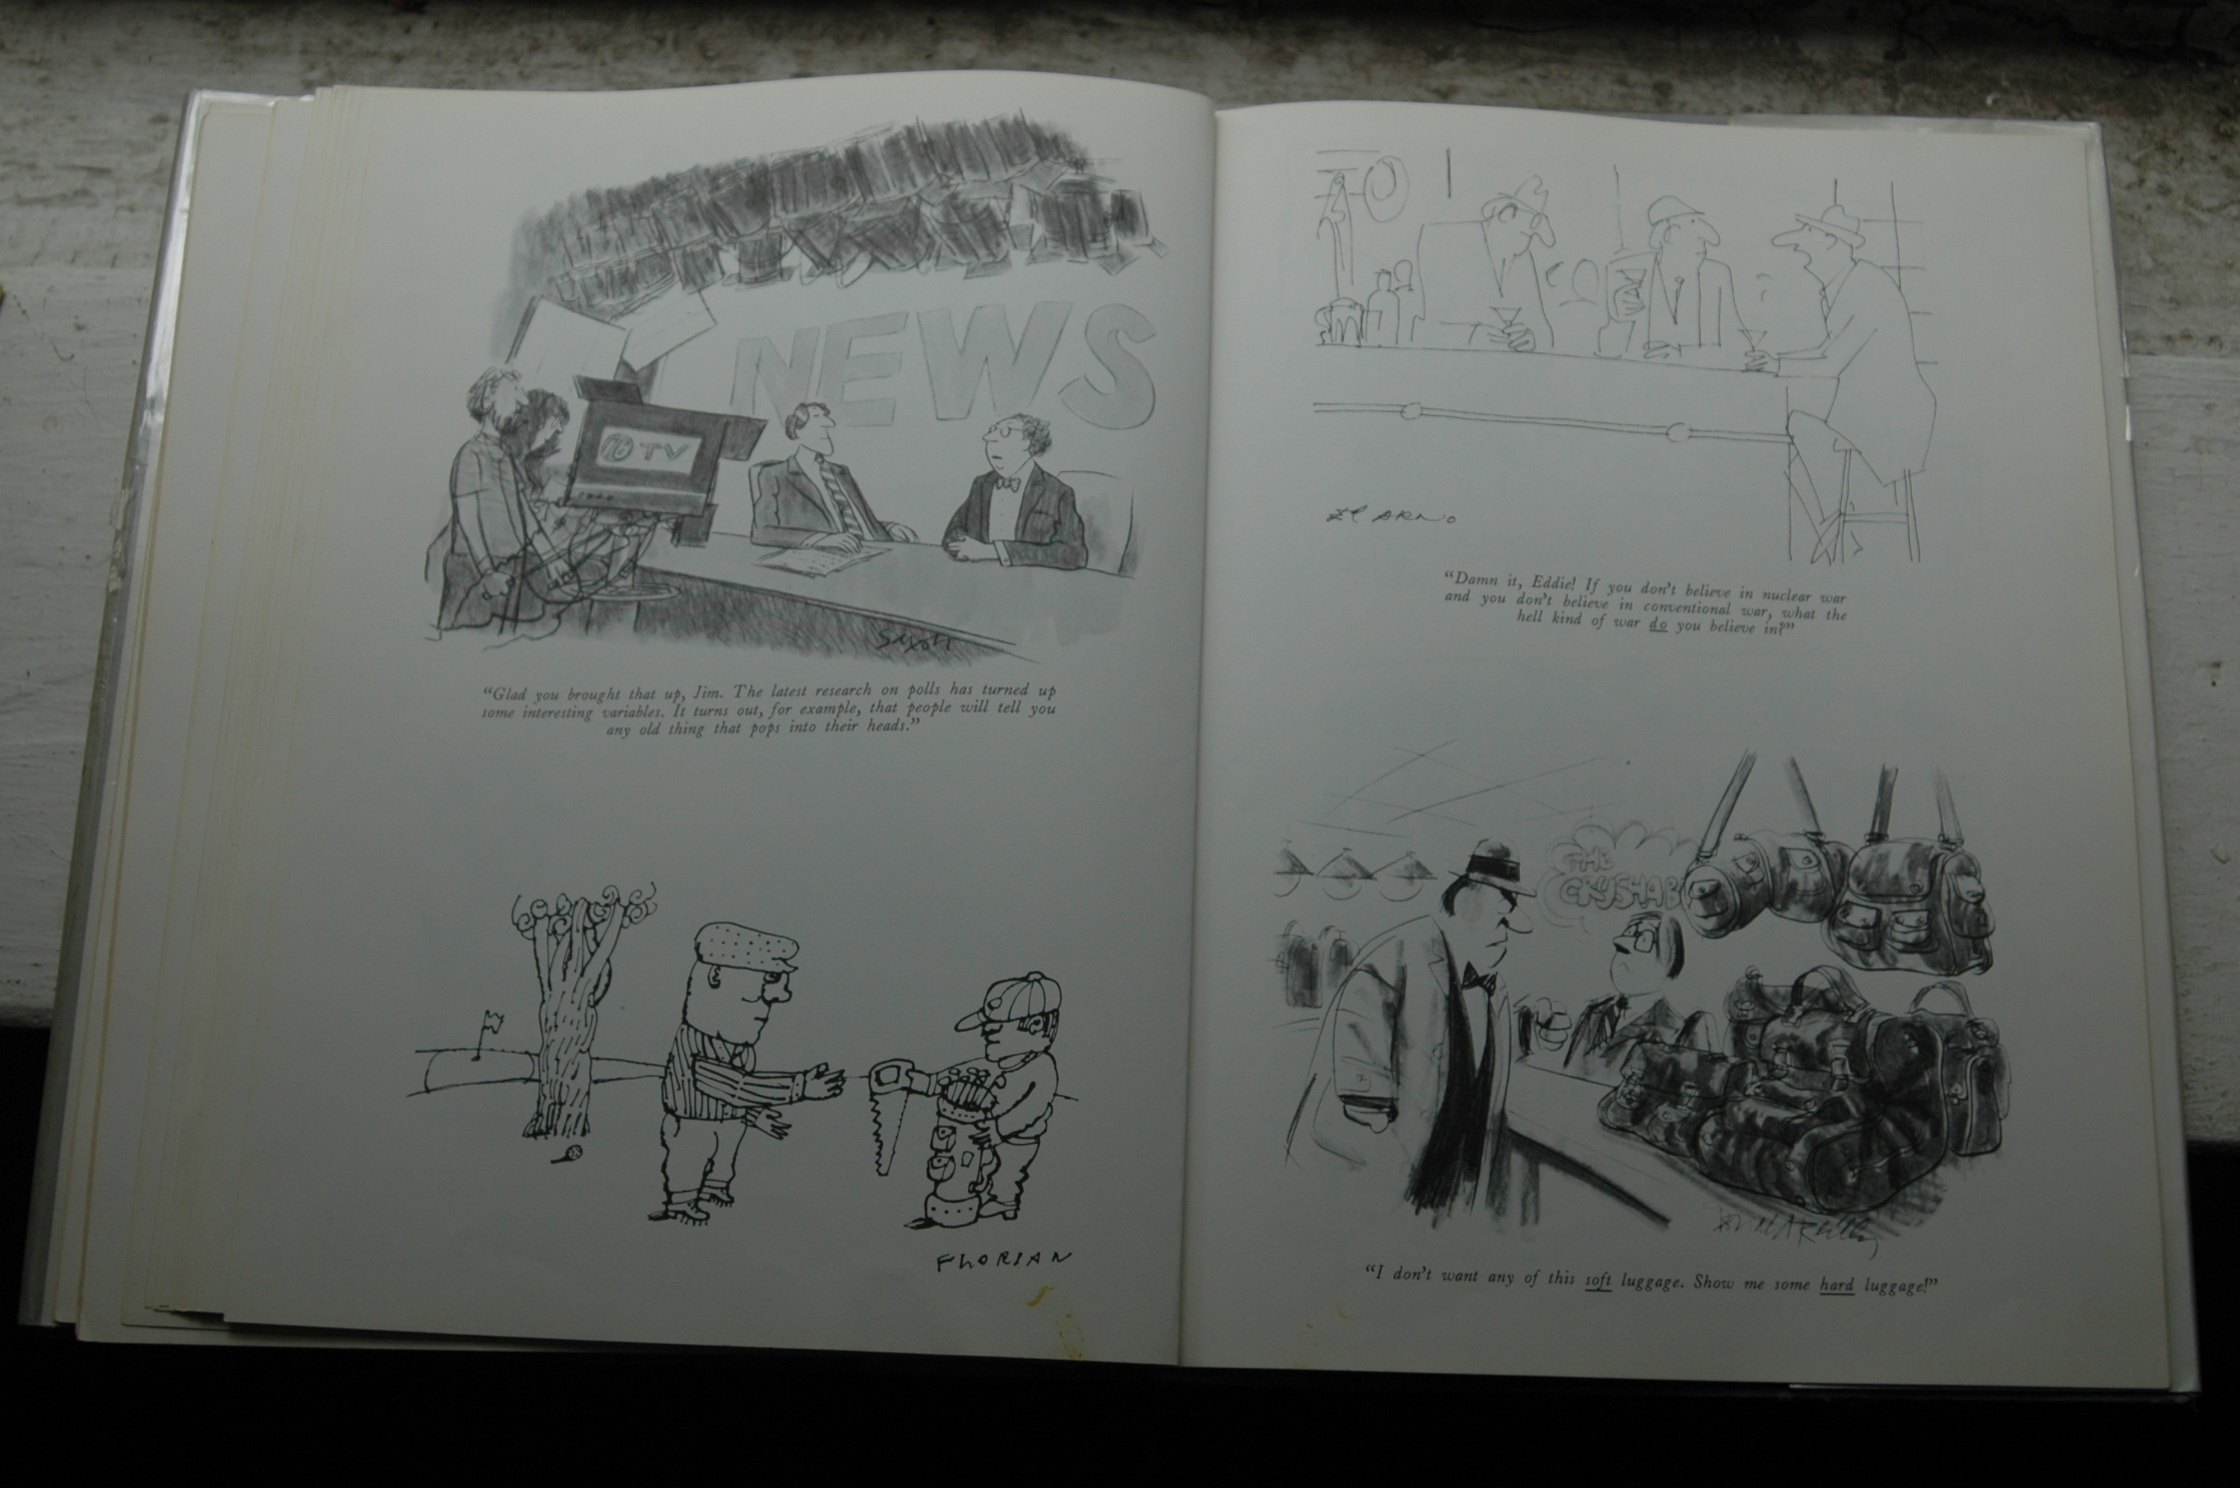 NEWS
TV
Saxon
"Glad you brought that up, Jim. The latest research on polls has turned up
some interesting variables. It turns out, for example, that people will tell you
any old thing that pops into their heads."
FLORIAN
Ed ARNO
"Damn it, Eddie! If you don't believe in nuclear war
and you don't believe in conventional war, what the
hell kind of war do you believe in?"
THE
CRUSHAB
"I don't want any of this soft luggage. Show me some hard luggage!"